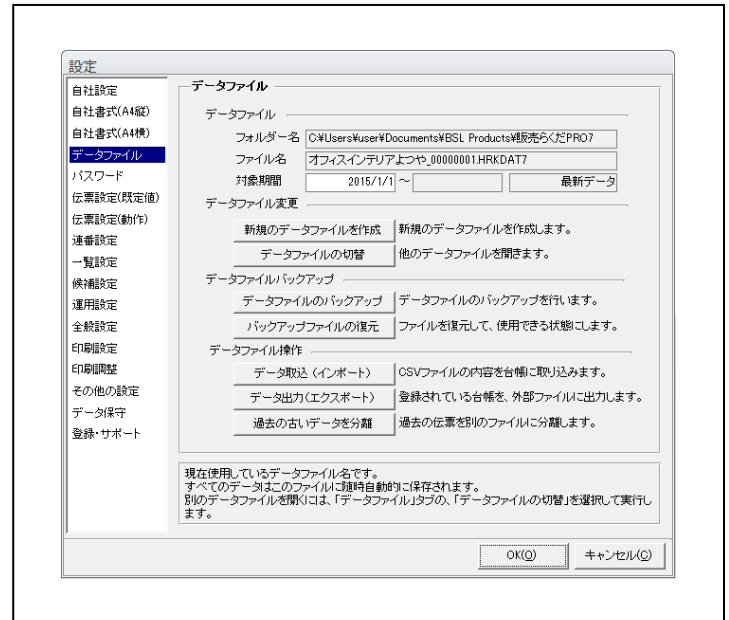 設定
自社設定
自社書式(A4縦)
自社書式(A4横)
データファイル
パスワード
伝票設定(既定値)
伝票設定(動作)
連番設定
一覧設定
候補設定
運用設定
全般設定
印刷設定
印刷調整
その他の設定
データ保守
登録・サポート
データファイル
データファイル
フォルダー名 C:¥Users¥user¥Documents¥BSL Products¥販売らくだPRO7
ファイル名 オフィスインテリアよつや_00000001.HRKDAT7
対象期間 2015/1/1 ～ 最新データ
データファイル変更
新規のデータファイルを作成 新規のデータファイルを作成します。
データファイルの切替 他のデータファイルを開きます。
データファイルバックアップ
データファイルのバックアップ データファイルのバックアップを行います。
バックアップファイルの復元 ファイルを復元して、使用できる状態にします。
データファイル操作
データ取込（インポート） CSVファイルの内容を台帳に取り込みます。
データ出力(エクスポート) 登録されている台帳を、外部ファイルに出力します。
過去の古いデータを分離 過去の伝票を別のファイルに分離します。
現在使用しているデータファイル名です。
すべてのデータはこのファイルに随時自動的に保存されます。
別のデータファイルを開くには、「データファイル」タブの、「データファイルの切替」を選択して実行し
ます。
OK(O) キャンセル(C)